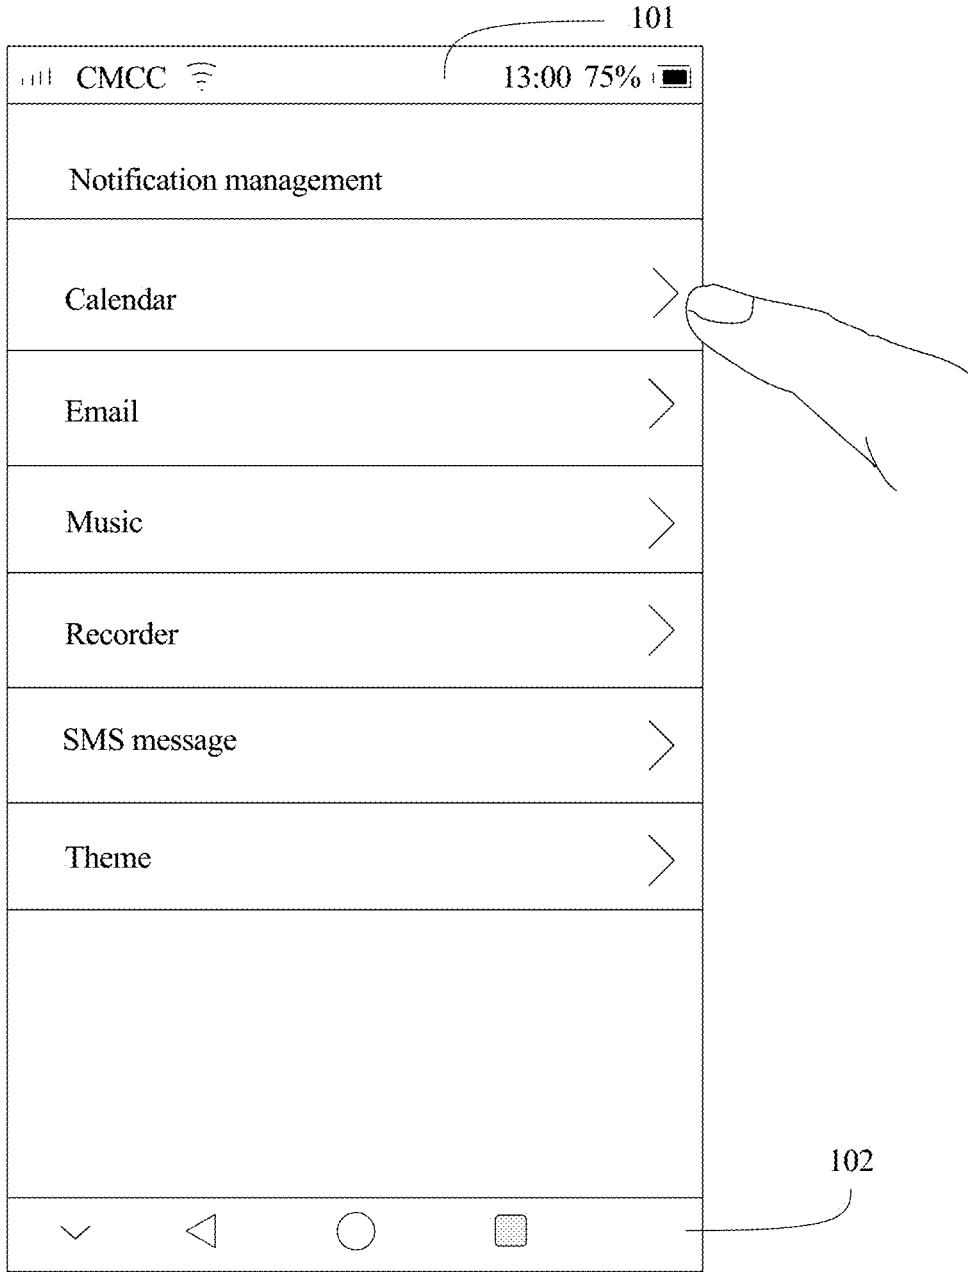 101
CMCC 13:00 75%
Notification management
Calendar
Email
Music
Recorder
SMS message
Theme
102